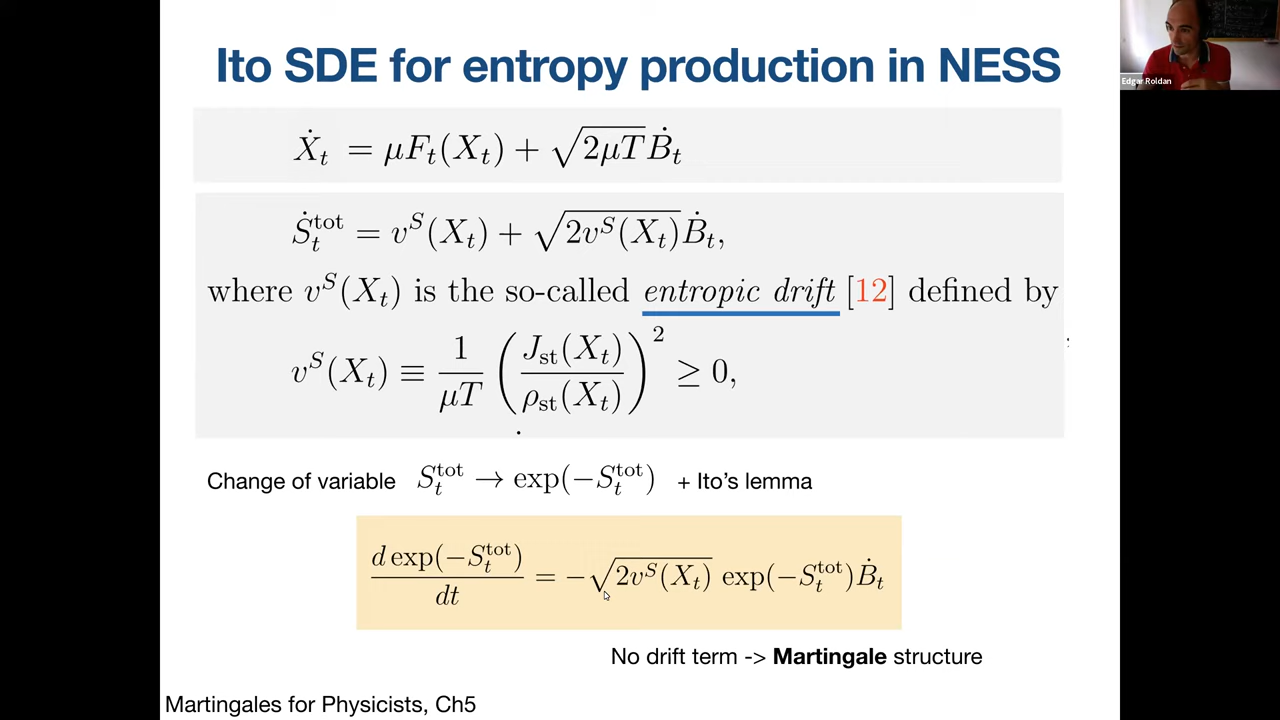 Ito SDE for entropy production in NESS
Edgar Roldan
Ẋ_t = μF_t(X_t) + √(2μT) Ḃ_t
Ṡ_t^tot = v^S(X_t) + √(2v^S(X_t)) Ḃ_t,
where v^S(X_t) is the so-called entropic drift [12] defined by
v^S(X_t) ≡ 1/(μT) (J_st(X_t)/ρ_st(X_t))^2 ≥ 0,
Change of variable S_t^tot → exp(−S_t^tot) + Ito's lemma
d exp(−S_t^tot)/dt = −√(2v^S(X_t)) exp(−S_t^tot) Ḃ_t
No drift term -> Martingale structure
Martingales for Physicists, Ch5